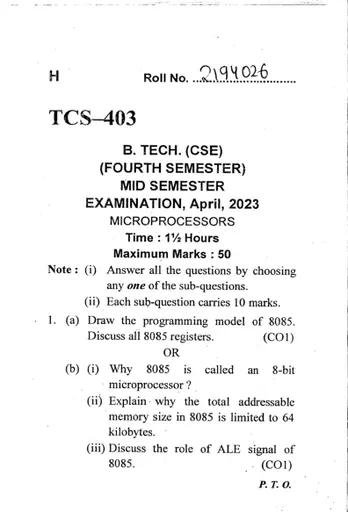 H Roll No. ...2194026...
TCS–403
B. TECH. (CSE)
(FOURTH SEMESTER)
MID SEMESTER
EXAMINATION, April, 2023
MICROPROCESSORS
Time : 1½ Hours
Maximum Marks : 50
Note : (i) Answer all the questions by choosing
any one of the sub-questions.
(ii) Each sub-question carries 10 marks.
1. (a) Draw the programming model of 8085.
Discuss all 8085 registers. (CO1)
OR
(b) (i) Why 8085 is called an 8-bit
microprocessor ?
(ii) Explain why the total addressable
memory size in 8085 is limited to 64
kilobytes.
(iii) Discuss the role of ALE signal of
8085. (CO1)
P. T. O.